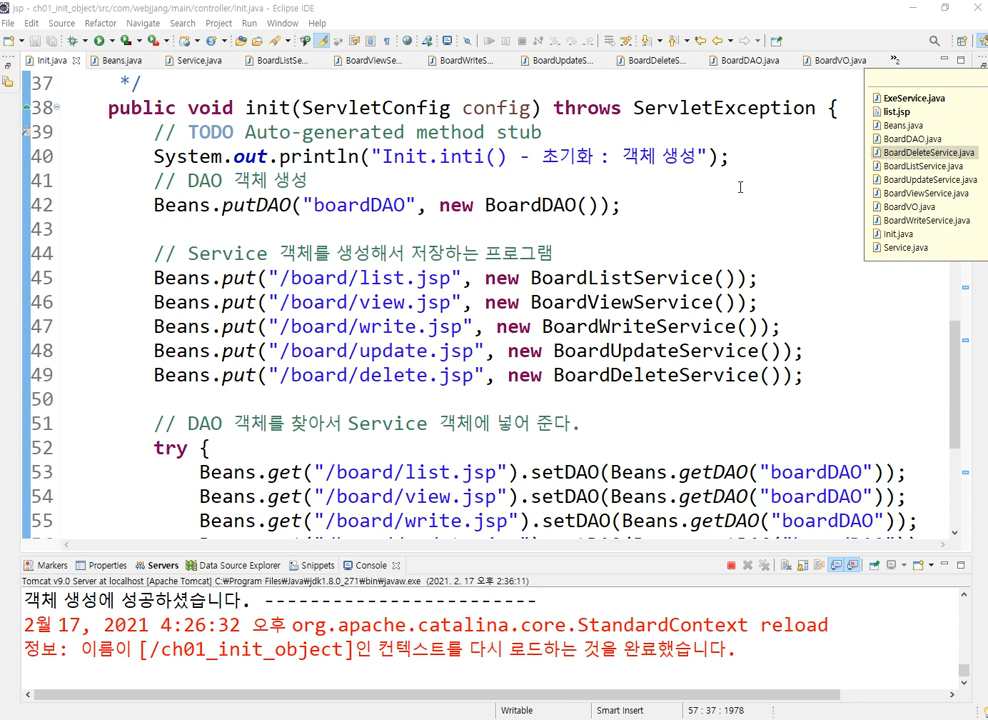 jsp - ch01_init_object/src/com/webjjang/main/controller/Init.java - Eclipse IDE
File Edit Source Refactor Navigate Search Project Run Window Help
Init.java Beans.java Service.java BoardListSe... BoardViewSe... BoardWriteS... BoardUpdateS... BoardDeleteS... BoardDAO.java BoardVO.java »2
ExeService.java
list.jsp
Beans.java
BoardDAO.java
BoardDeleteService.java
BoardListService.java
BoardUpdateService.java
BoardViewService.java
BoardVO.java
BoardWriteService.java
Init.java
Service.java
37 */
38 public void init(ServletConfig config) throws ServletException {
39 // TODO Auto-generated method stub
40 System.out.println("Init.inti() - 초기화 : 객체 생성");
41 // DAO 객체 생성
42 Beans.putDAO("boardDAO", new BoardDAO());
43
44 // Service 객체를 생성해서 저장하는 프로그램
45 Beans.put("/board/list.jsp", new BoardListService());
46 Beans.put("/board/view.jsp", new BoardViewService());
47 Beans.put("/board/write.jsp", new BoardWriteService());
48 Beans.put("/board/update.jsp", new BoardUpdateService());
49 Beans.put("/board/delete.jsp", new BoardDeleteService());
50
51 // DAO 객체를 찾아서 Service 객체에 넣어 준다.
52 try {
53 Beans.get("/board/list.jsp").setDAO(Beans.getDAO("boardDAO"));
54 Beans.get("/board/view.jsp").setDAO(Beans.getDAO("boardDAO"));
55 Beans.get("/board/write.jsp").setDAO(Beans.getDAO("boardDAO"));
Markers Properties Servers Data Source Explorer Snippets Console
Tomcat v9.0 Server at localhost [Apache Tomcat] C:\Program Files\Java\jdk1.8.0_271\bin\javaw.exe (2021. 2. 17 오후 2:36:11)
객체 생성에 성공하셨습니다. ------------------------
2월 17, 2021 4:26:32 오후 org.apache.catalina.core.StandardContext reload
정보: 이름이 [/ch01_init_object]인 컨텍스트를 다시 로드하는 것을 완료했습니다.
Writable Smart Insert 57 : 37 : 1978